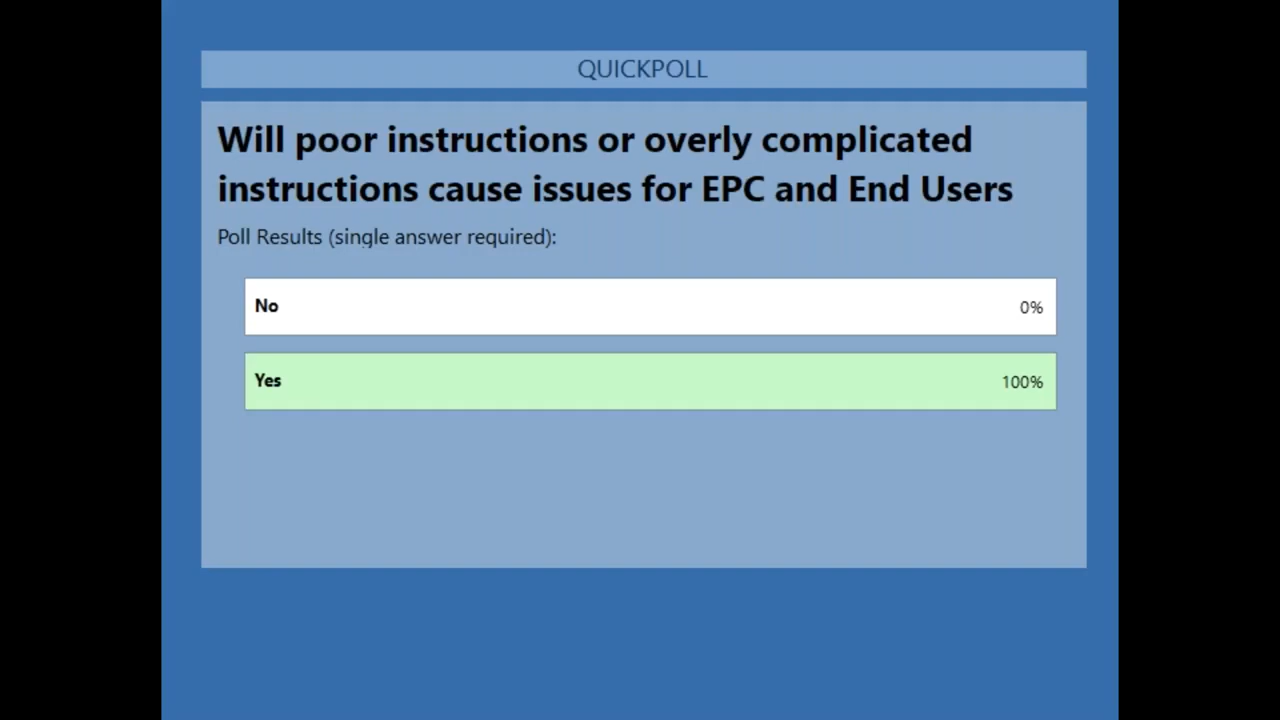 QUICKPOLL
Will poor instructions or overly complicated
instructions cause issues for EPC and End Users
Poll Results (single answer required):
No 0%
Yes 100%